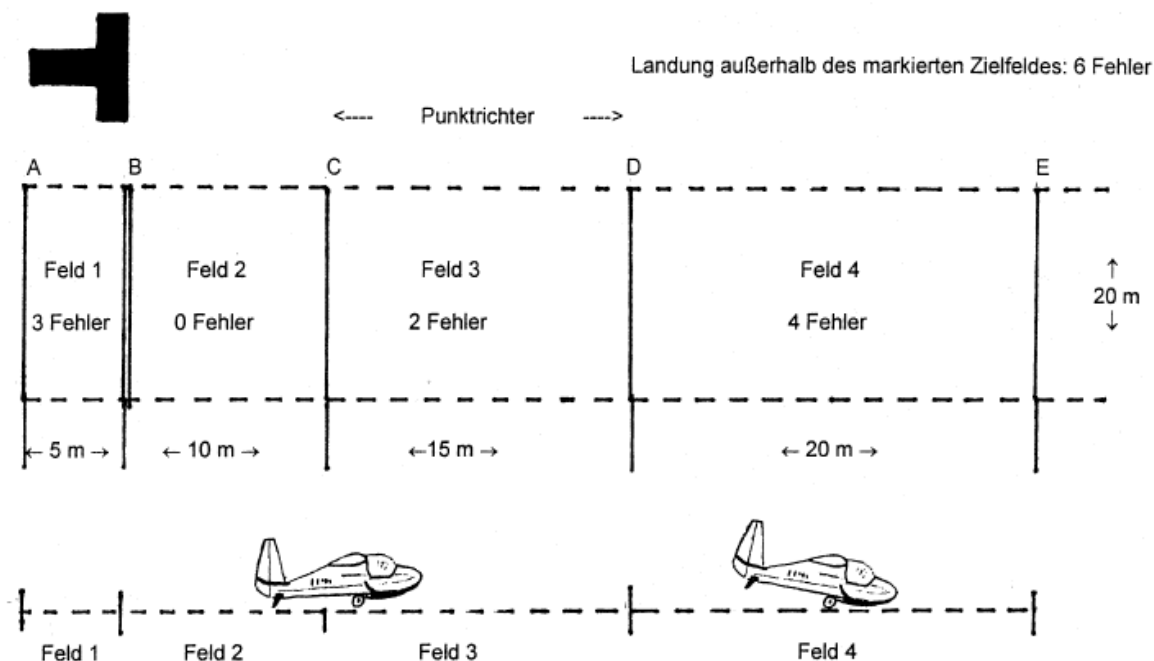 Landung außerhalb des markierten Zielfeldes: 6 Fehler
<---- Punktrichter ---->
A B C D E
Feld 1 Feld 2 Feld 3 Feld 4
↑
20 m
↓
3 Fehler 0 Fehler 2 Fehler 4 Fehler
← 5 m → ← 10 m → ←15 m → ← 20 m →
Feld 1 Feld 2 Feld 3 Feld 4